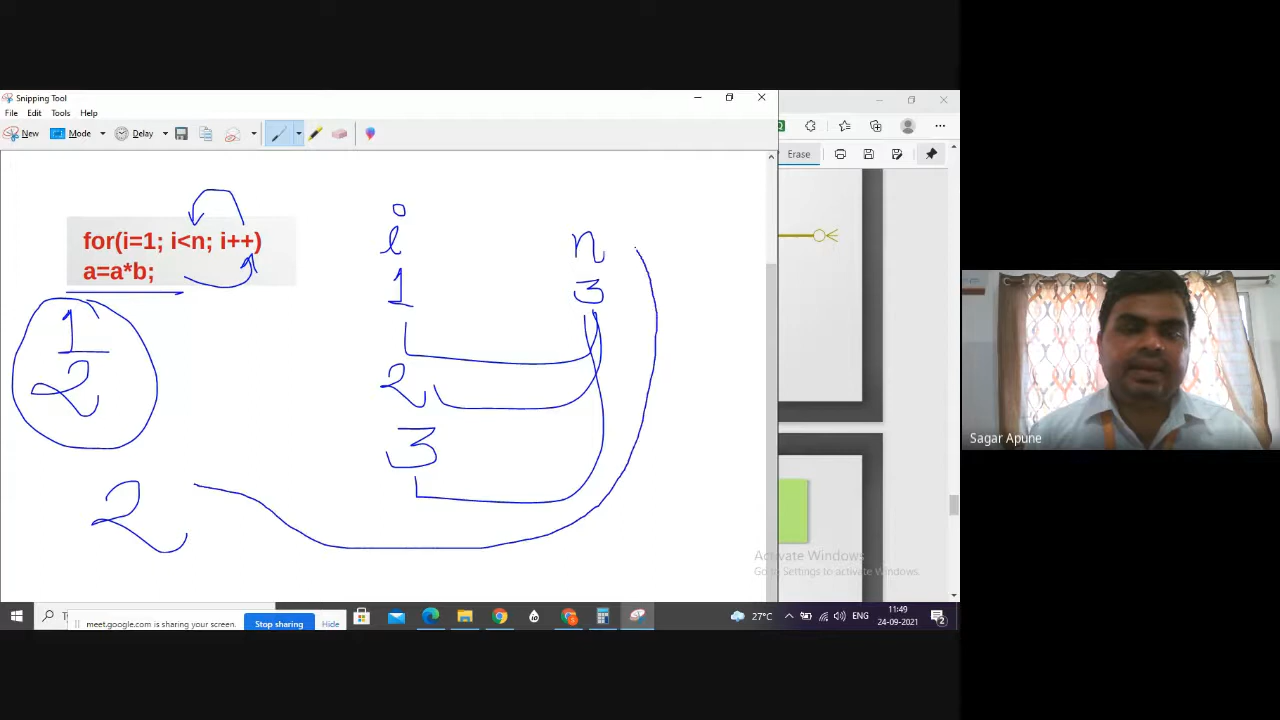 Snipping Tool
File Edit Tools Help
New Mode Delay
Erase
for(i=1; i<n; i++)
a=a*b;
i n
1 3
2
3
1
2
2
Sagar Apune
Activate Windows
Go to Settings to activate Windows.
meet.google.com is sharing your screen. Stop sharing Hide
27°C ENG 11:49
24-09-2021
2